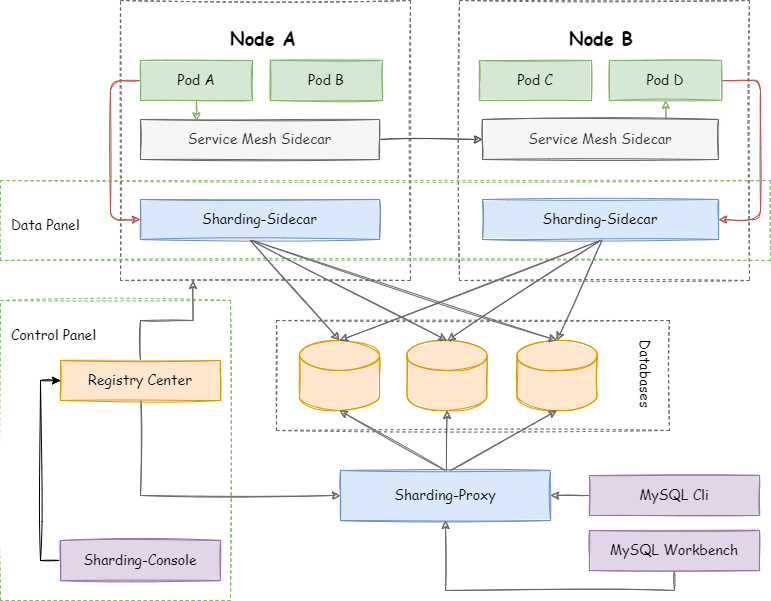 Node A
Node B
Pod A
Pod B
Pod C
Pod D
Service Mesh Sidecar
Service Mesh Sidecar
Data Panel
Sharding-Sidecar
Sharding-Sidecar
Control Panel
Registry Center
Databases
Sharding-Proxy
MySQL Cli
MySQL Workbench
Sharding-Console